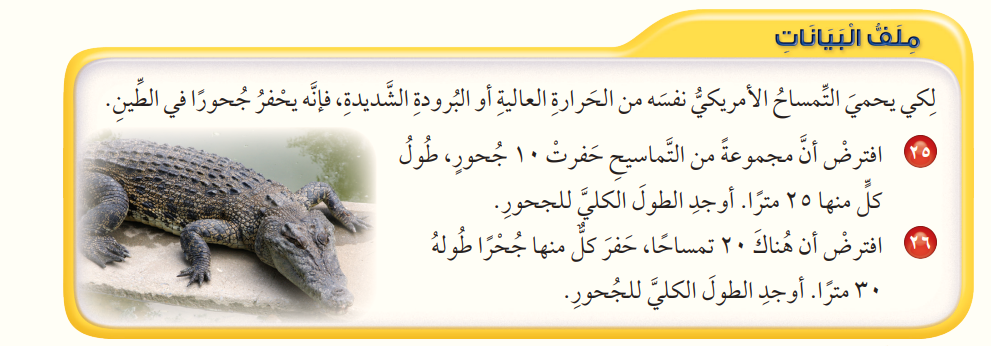 مِلَفُّ الْبَيَانَاتِ
لِكي يحميَ التِّمساحُ الأمريكيُّ نفسَه من الحَرارةِ العاليةِ أو البُرودةِ الشَّديدةِ، فإنَّه يحْفرُ جُحورًا في الطِّينِ.
٢٥ افترضْ أنَّ مجموعةً من التَّماسيحِ حَفرتْ ١٠ جُحورٍ، طُولُ
كلٍّ منها ٢٥ مترًا. أوجدِ الطولَ الكليَّ للجحورِ.
٢٦ افترضْ أن هُناكَ ٢٠ تمساحًا، حَفرَ كلٌّ منها جُحْرًا طُولهُ
٣٠ مترًا. أوجدِ الطولَ الكليَّ للجُحورِ.